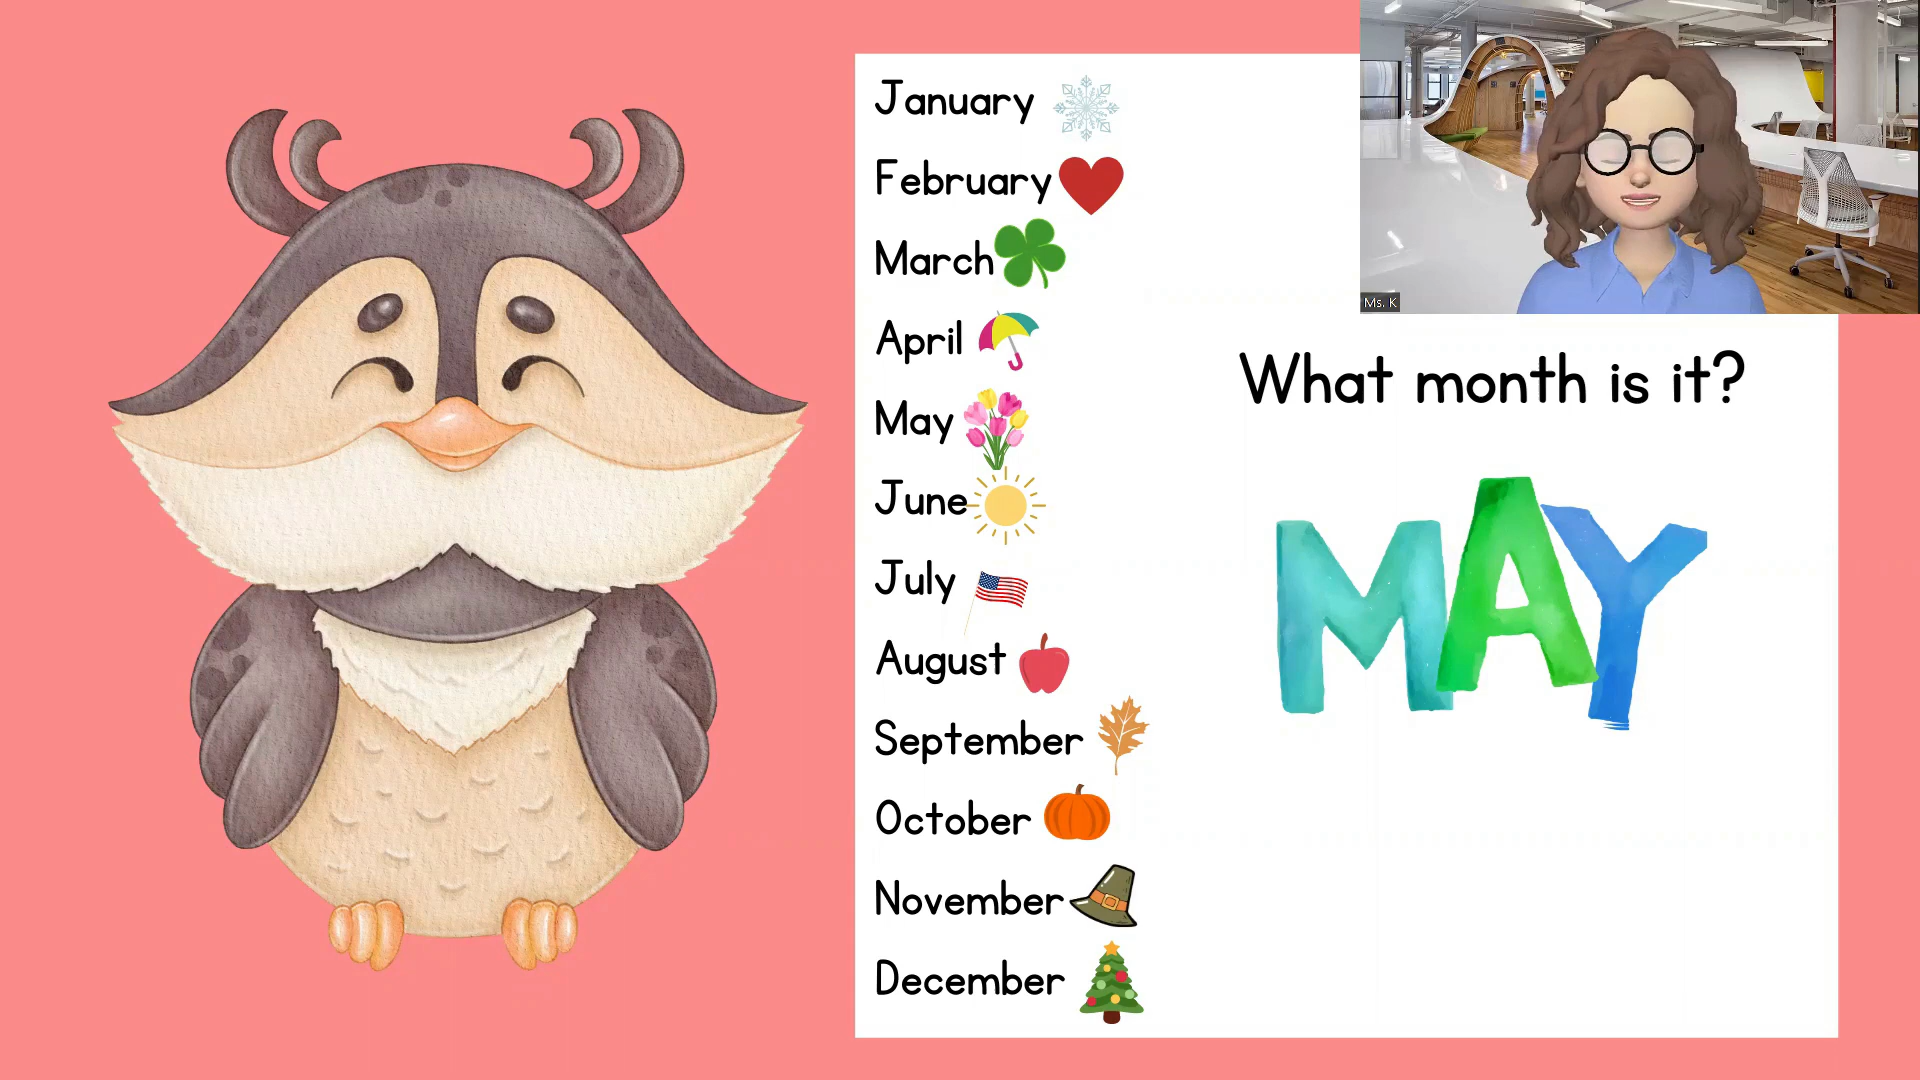 January
February
March
April
May
June
July
August
September
October
November
December
Ms. K
What month is it?
MAY